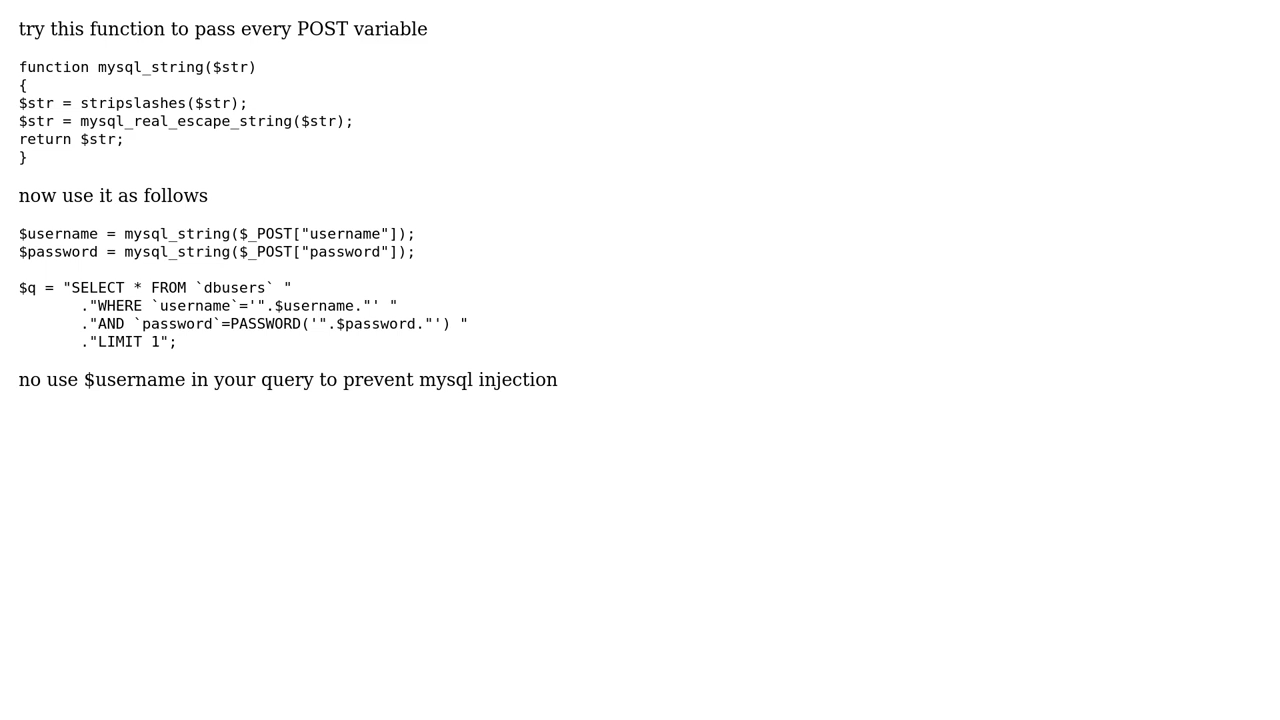 try this function to pass every POST variable
function mysql_string($str)
{
$str = stripslashes($str);
$str = mysql_real_escape_string($str);
return $str;
}
now use it as follows
$username = mysql_string($_POST["username"]);
$password = mysql_string($_POST["password"]);
$q = "SELECT * FROM `dbusers` "
       ."WHERE `username`='".$username."' "
       ."AND `password`=PASSWORD('".$password."') "
       ."LIMIT 1";
no use $username in your query to prevent mysql injection